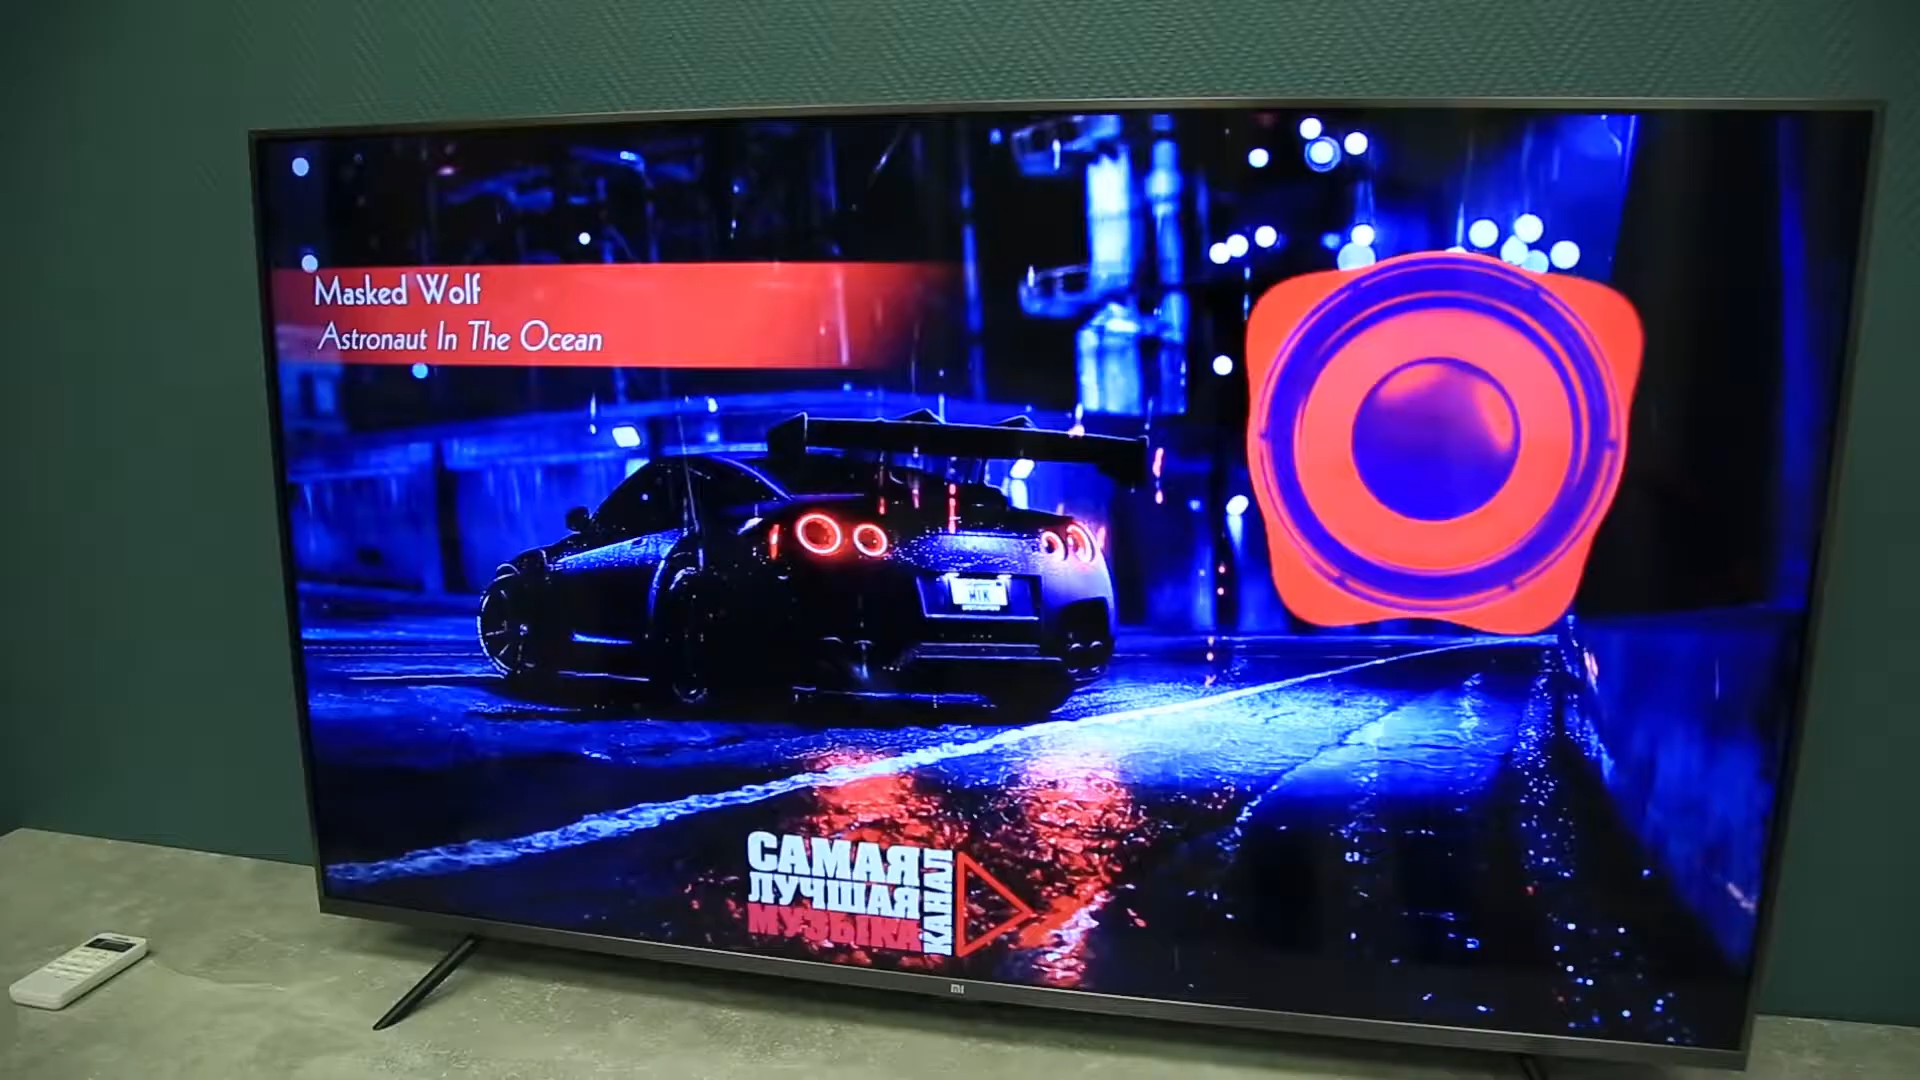 Masked Wolf
Astronaut In The Ocean
САМАЯ
ЛУЧШАЯ
МУЗЫКА
КАНАЛ
mi